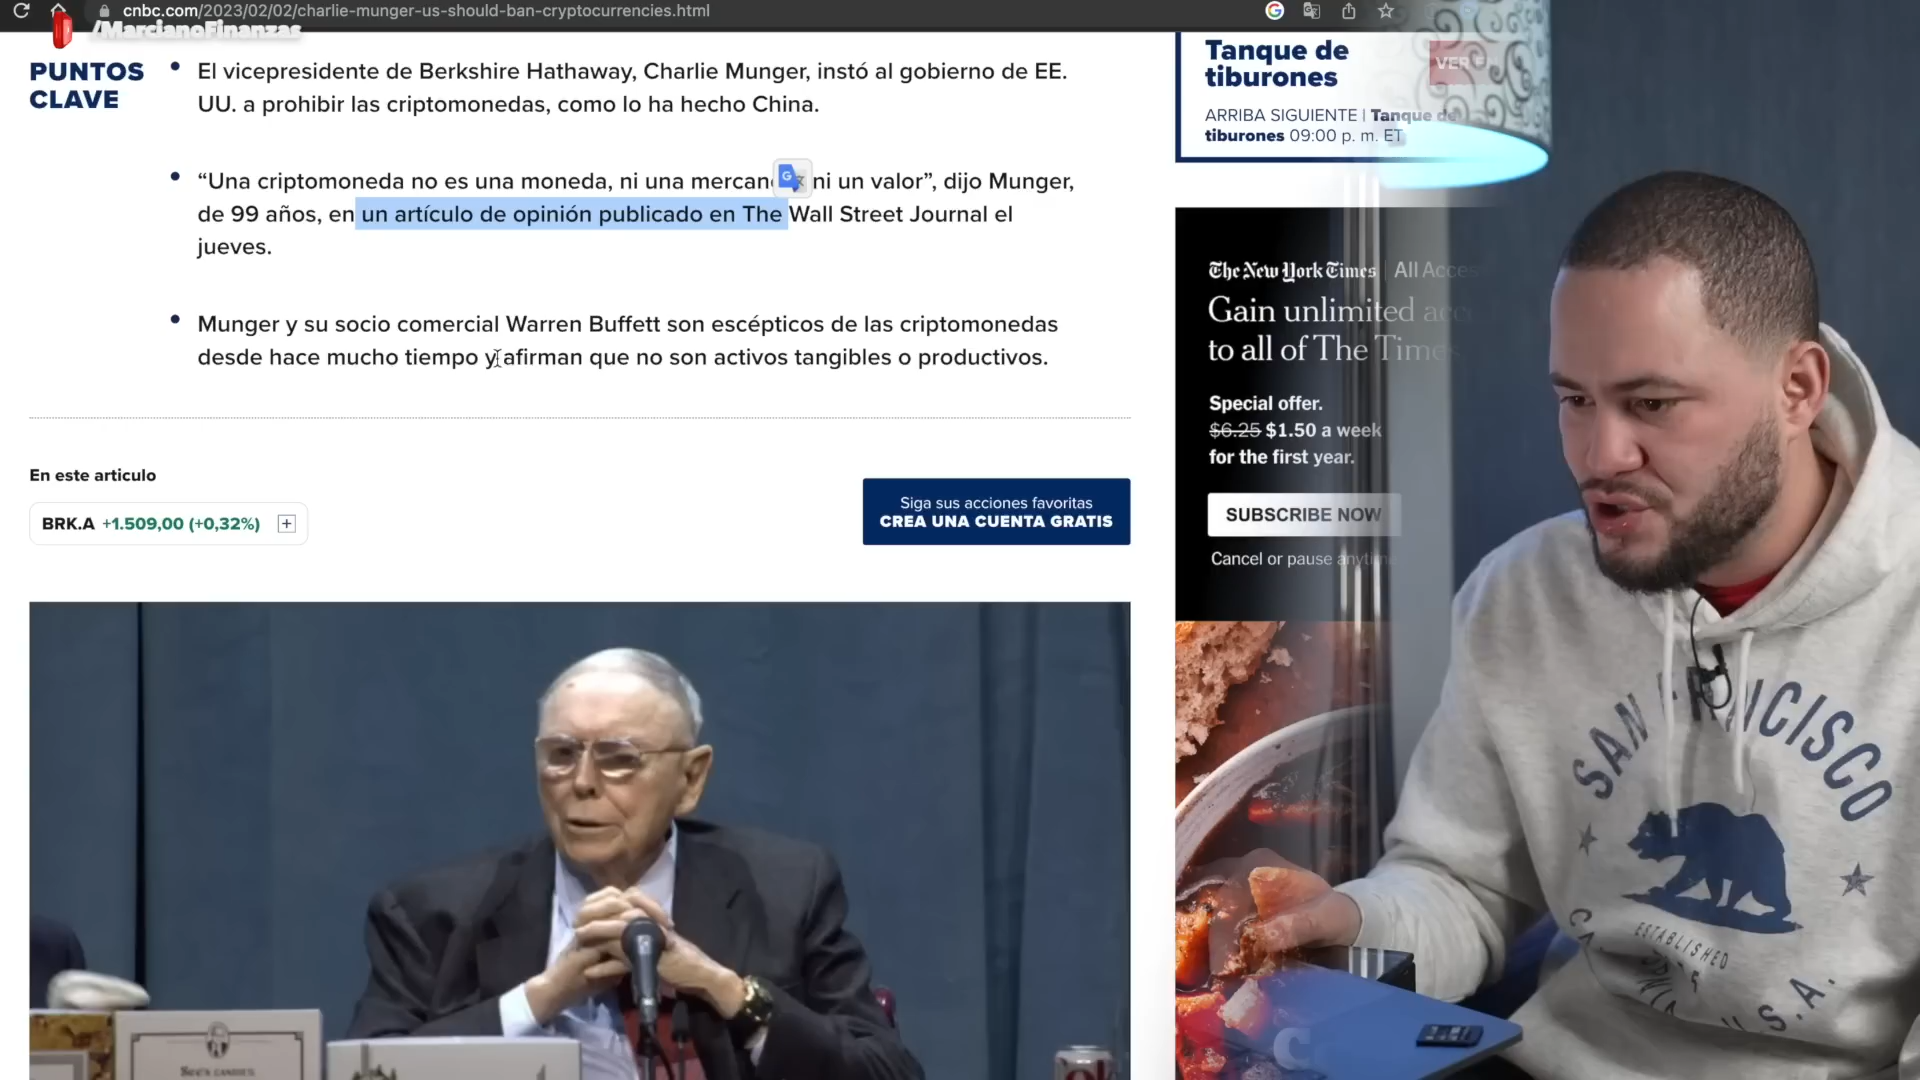 cnbc.com/2023/02/02/charlie-munger-us-should-ban-cryptocurrencies.html
/MarcianoFinanzas
PUNTOS
CLAVE
El vicepresidente de Berkshire Hathaway, Charlie Munger, instó al gobierno de EE.
UU. a prohibir las criptomonedas, como lo ha hecho China.
“Una criptomoneda no es una moneda, ni una ni un valor”, dijo Munger,
de 99 años, en un artículo de opinión publicado en The Wall Street Journal el
jueves.
Munger y su socio comercial Warren Buffett son escépticos de las criptomonedas
desde hace mucho tiempo y afirman que no son activos tangibles o productivos.
En este articulo
BRK.A +1.509,00 (+0,32%)
Siga sus acciones favoritas
CREA UNA CUENTA GRATIS
Tanque de
tiburones
VER
ARRIBA SIGUIENTE | Tanque de
tiburones 09:00 p. m. ET
The New York Times | All
Gain unlimited
to all of The
Special offer.
$6.25 $1.50 a week
for the first year.
SUBSCRIBE NOW
Cancel or pause
SAN FRANCISCO
ESTABLISHED
U.S.A.
See's CANDIES